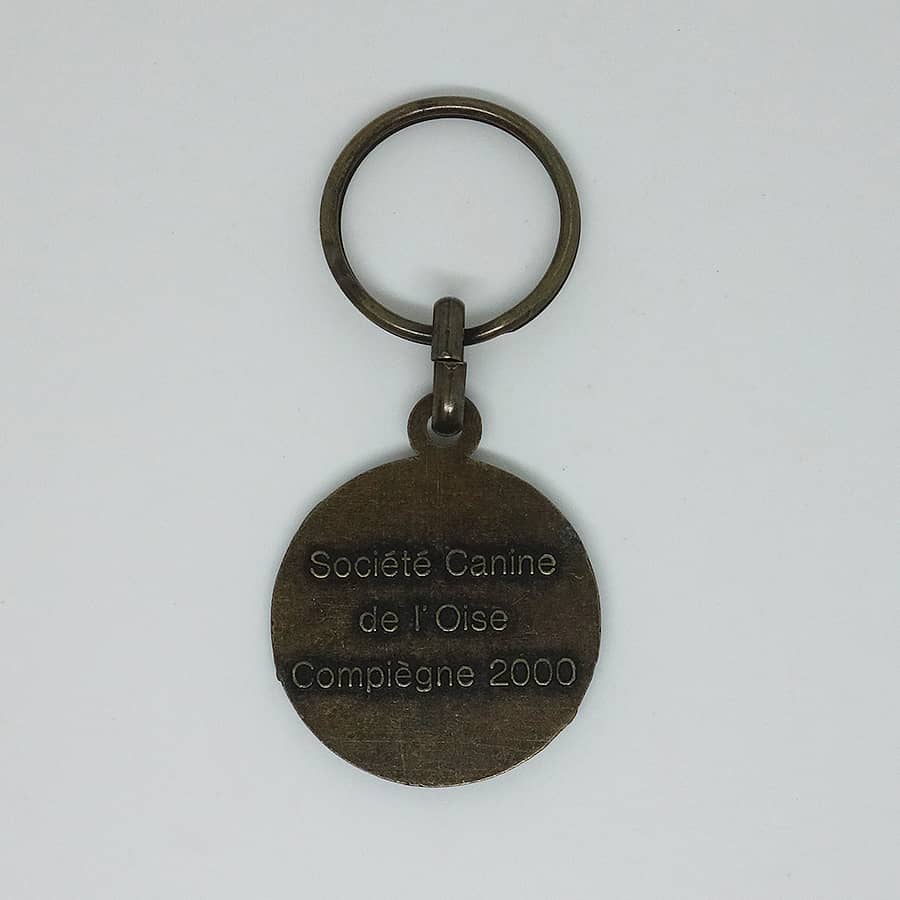 Société Canine
de l'Oise
Compiègne 2000